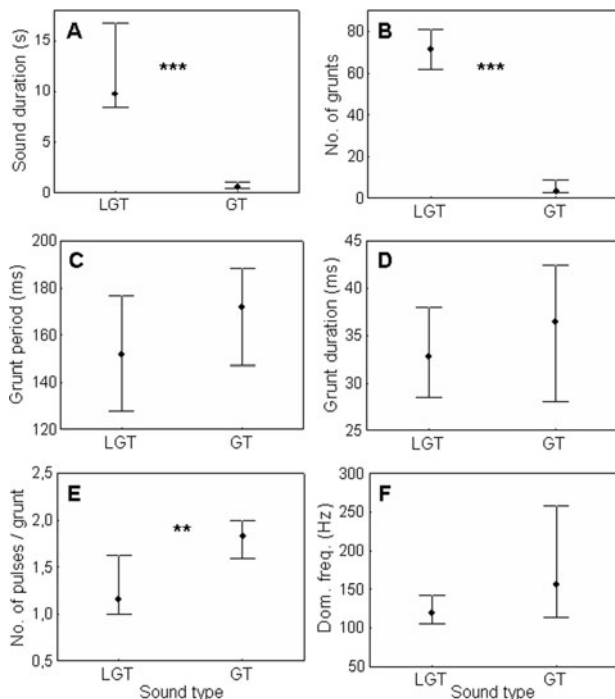 A
Sound duration (s)
15
10
5
0
***
LGT GT
B
No. of grunts
80
60
40
20
0
***
LGT GT
C
Grunt period (ms)
200
180
160
140
120
LGT GT
D
Grunt duration (ms)
45
40
35
30
25
LGT GT
E
No. of pulses / grunt
2,5
2,0
1,5
1,0
0,5
**
LGT GT
Sound type
F
Dom. freq. (Hz)
300
250
200
150
100
50
LGT GT
Sound type